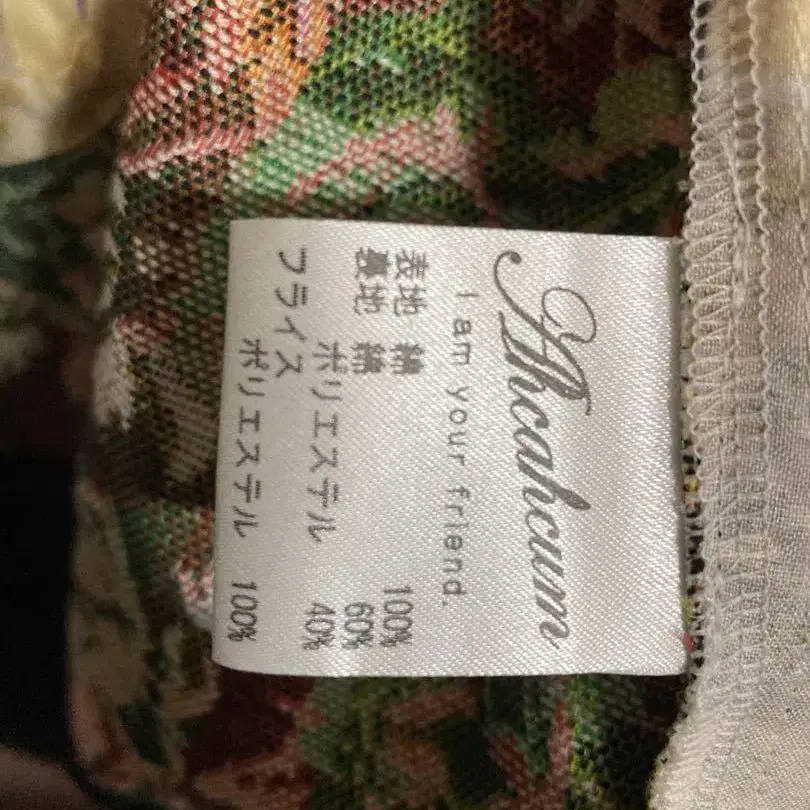 Ahcahcum
I am your friend.
表地 綿 100%
裏地 綿 60%
ポリエステル 40%
フライス
ポリエステル 100%